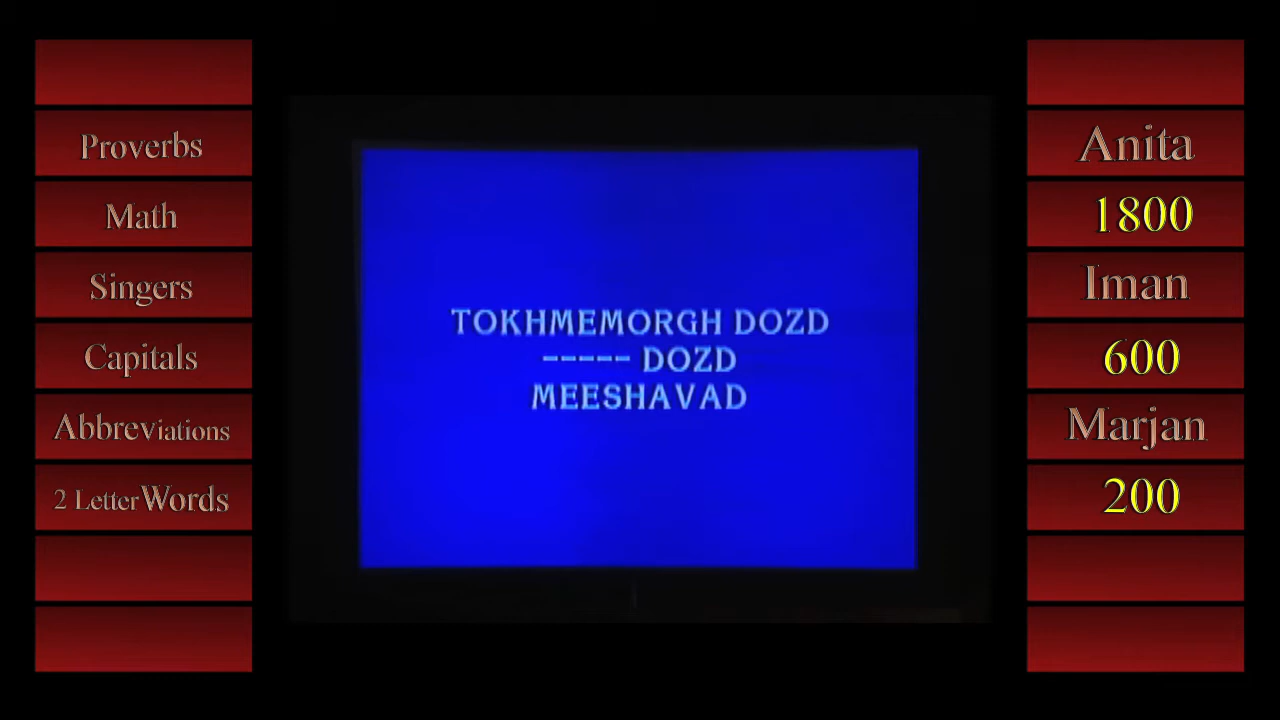 Proverbs
Math
Singers
Capitals
Abbreviations
2 Letter Words
TOKHMEMORGH DOZD
----- DOZD
MEESHAVAD
Anita
1800
Iman
600
Marjan
200